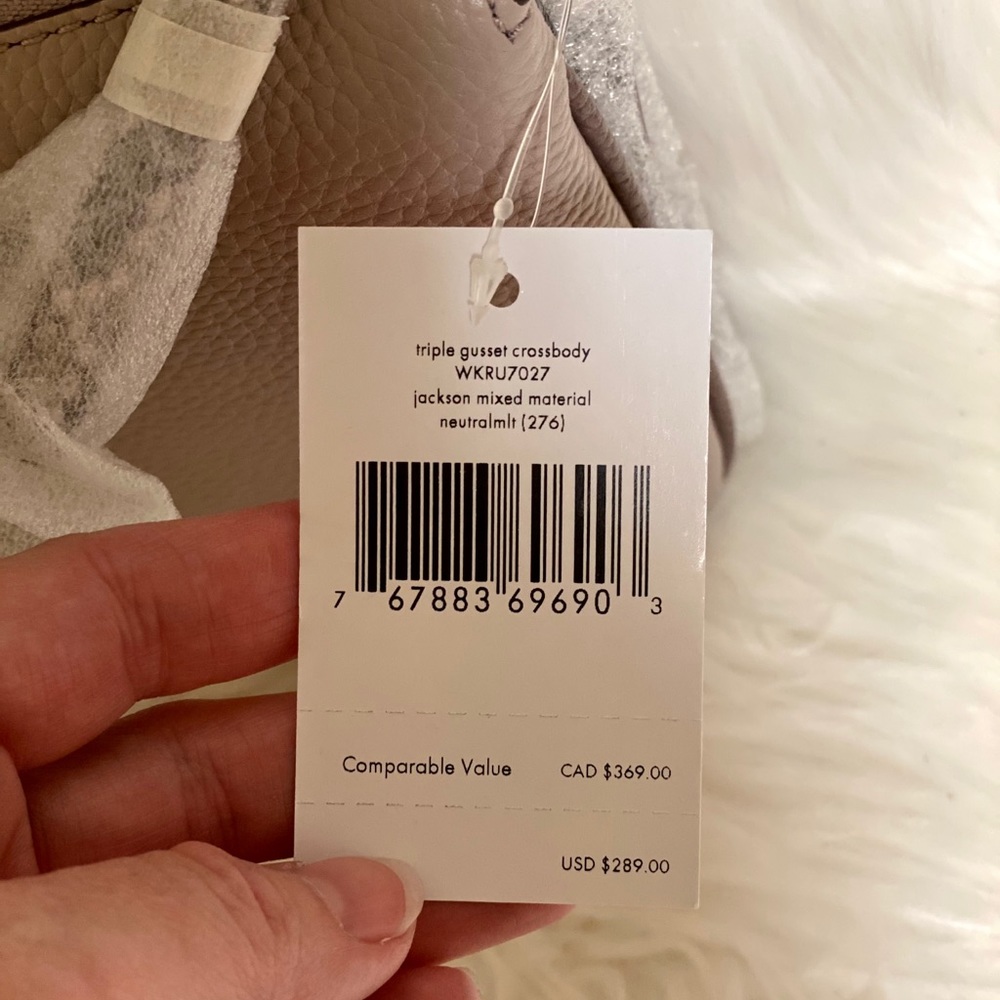 triple gusset crossbody
WKRU7027
jackson mixed material
neutralmlt (276)
7 67883 69690 3
Comparable Value CAD $369.00
USD $289.00